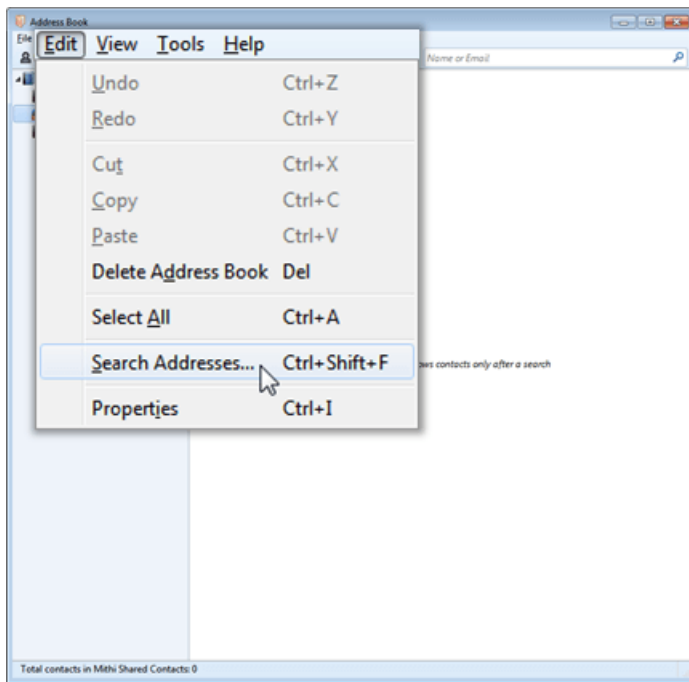 Address Book
File
Edit View Tools Help
Name or Email
Undo Ctrl+Z
Redo Ctrl+Y
Cut Ctrl+X
Copy Ctrl+C
Paste Ctrl+V
Delete Address Book Del
Select All Ctrl+A
Search Addresses... Ctrl+Shift+F
contacts only after a search
Properties Ctrl+I
Total contacts in Mithi Shared Contacts: 0